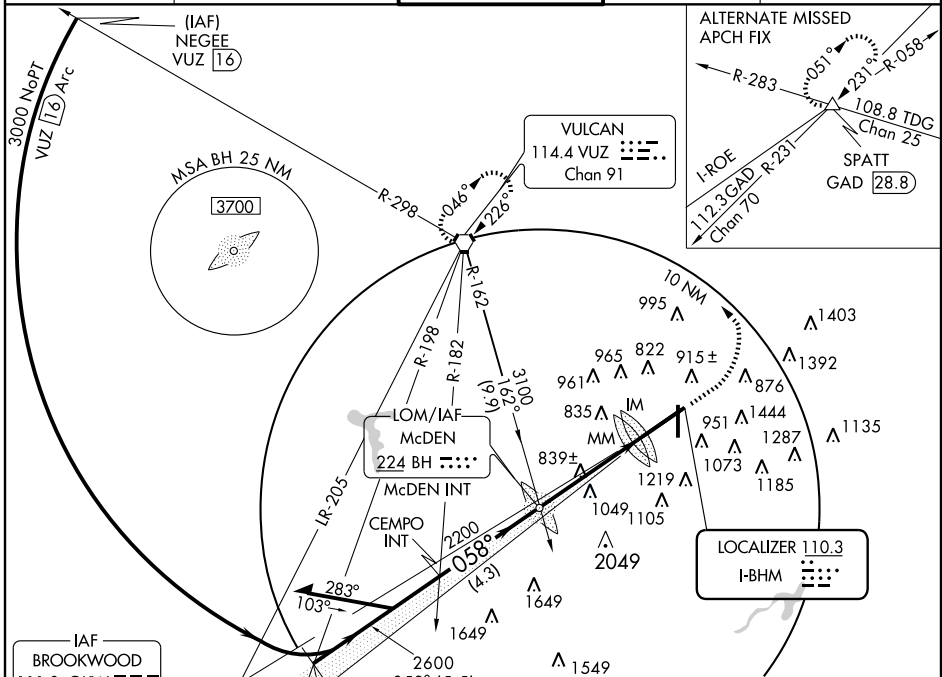 (IAF)
NEGEE
VUZ 16
3000 NoPT
VUZ 16 Arc
MSA BH 25 NM
3700
R-298
046°
226°
VULCAN
114.4 VUZ
Chan 91
ALTERNATE MISSED
APCH FIX
R-283
051°
231°
R-058
108.8 TDG
Chan 25
I-ROE
112.3 GAD
Chan 70
R-231
SPATT
GAD 28.8
R-162
R-198
R-182
LR-205
3100
162°
(9.9)
10 NM
995
1403
965
822
915±
1392
961
876
835
IM
MM
951
1444
1287
1135
839±
1073
1185
1219
1049
1105
2049
LOM/IAF
McDEN
224 BH
McDEN INT
CEMPO
INT
2200
058°
(4.3)
283°
103°
1649
1649
1549
2600
LOCALIZER 110.3
I-BHM
IAF
BROOKWOOD